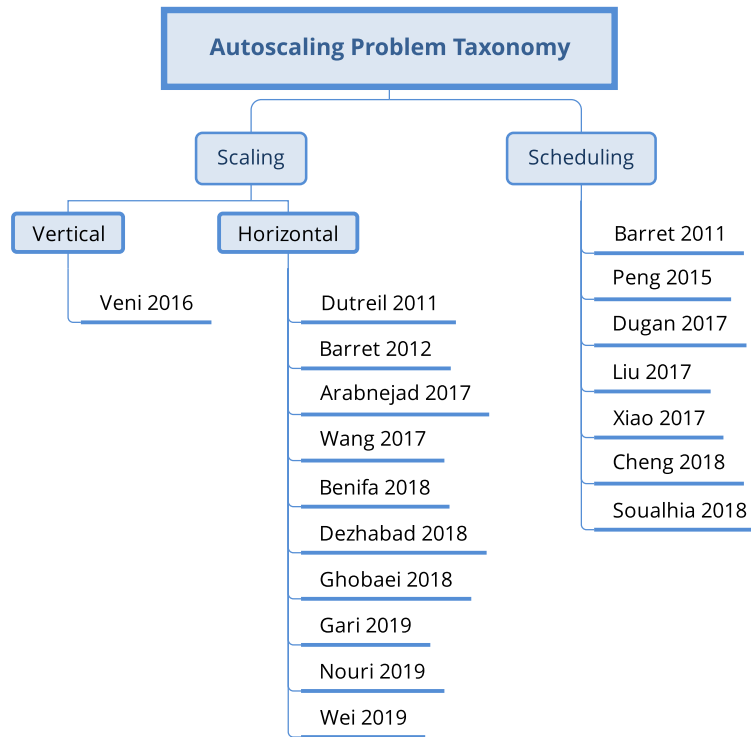 Autoscaling Problem Taxonomy
Scaling
Scheduling
Vertical
Horizontal
Veni 2016
Dutreil 2011
Barret 2012
Arabnejad 2017
Wang 2017
Benifa 2018
Dezhabad 2018
Ghobaei 2018
Gari 2019
Nouri 2019
Wei 2019
Barret 2011
Peng 2015
Dugan 2017
Liu 2017
Xiao 2017
Cheng 2018
Soualhia 2018